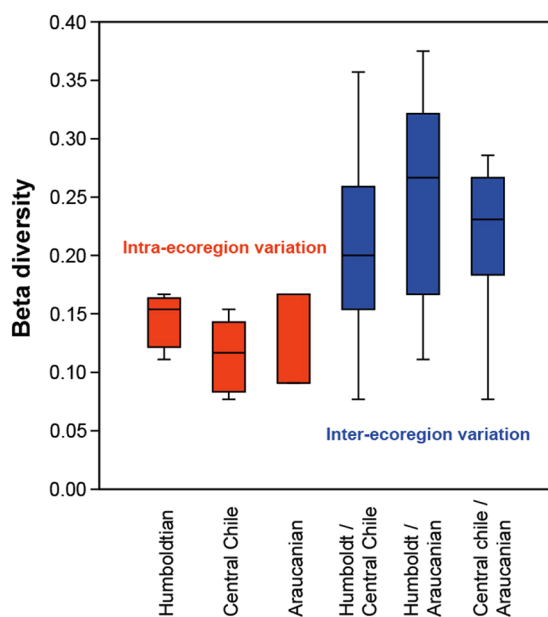 0.40
0.35
0.30
0.25
0.20
0.15
0.10
0.05
0.00
Beta diversity
Intra-ecoregion variation
Inter-ecoregion variation
Humboldtian
Central Chile
Araucanian
Humboldt /
Central Chile
Humboldt /
Araucanian
Central chile /
Araucanian